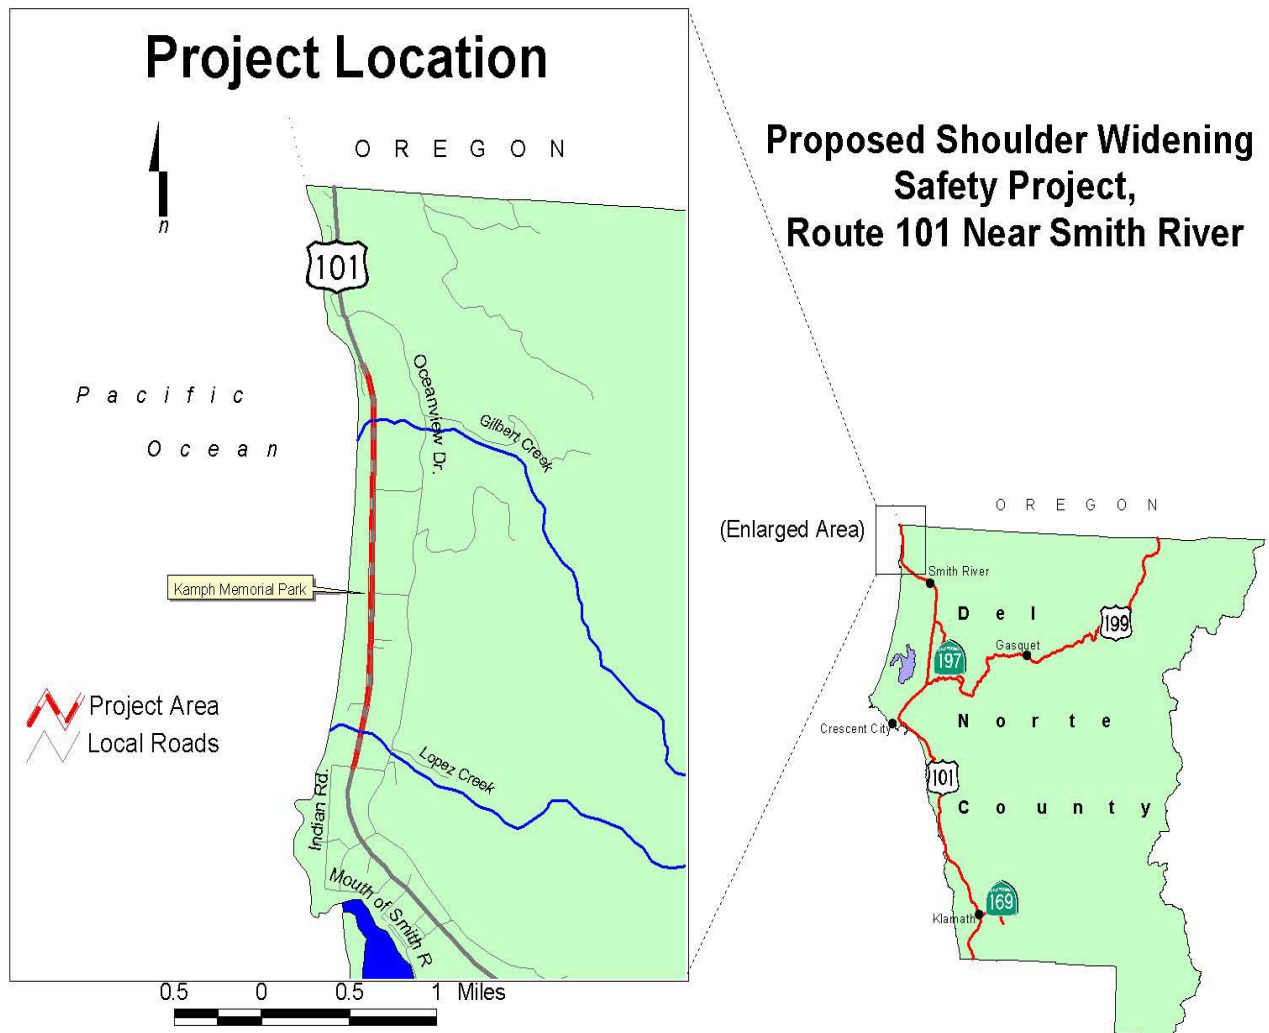 Project Location
O R E G O N
n
101
Pacific
Ocean
Oceanview Dr.
Gilbert Creek
Kamph Memorial Park
Project Area
Local Roads
Lopez Creek
Indian Rd.
Mouth of Smith R
0.5 0 0.5 1 Miles
Proposed Shoulder Widening
Safety Project,
Route 101 Near Smith River
O R E G O N
(Enlarged Area)
Smith River
Del
199
Gasquet
197
Norte
Crescent City
101
County
169
Klamath